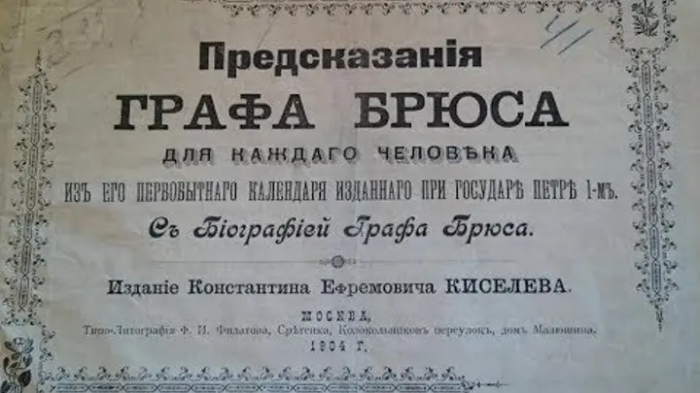 Предсказанія
ГРАФА БРЮСА
ДЛЯ КАЖДАГО ЧЕЛОВѢКА
ИЗЪ ЕГО ПЕРВОБЫТНАГО КАЛЕНДАРЯ ИЗДАННАГО ПРИ ГОСУДАРѢ ПЕТРѢ I-мъ.
Съ Біографіей Графа Брюса.
Изданіе Константина Ефремовича КИСЕЛЕВА.
МОСКВА,
Типо-Литографія Ф. И. Филатова, Срѣтенка, Колокольниковъ переулокъ, домъ Малюшина.
1904 Г.